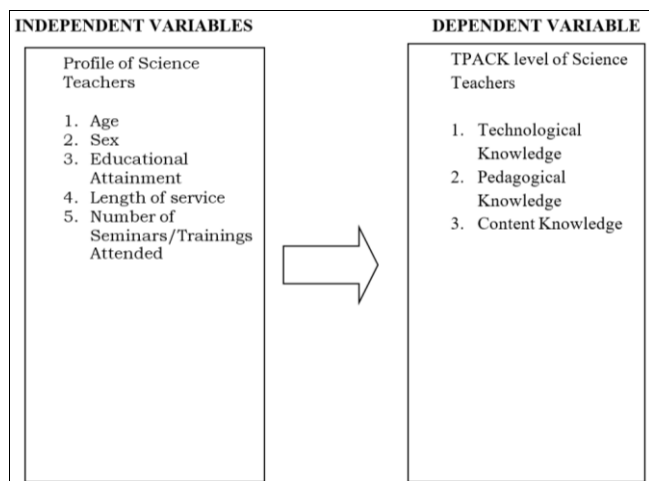 INDEPENDENT VARIABLES
Profile of Science
Teachers
1. Age
2. Sex
3. Educational
Attainment
4. Length of service
5. Number of
Seminars/Trainings
Attended
DEPENDENT VARIABLE
TPACK level of Science
Teachers
1. Technological
Knowledge
2. Pedagogical
Knowledge
3. Content Knowledge